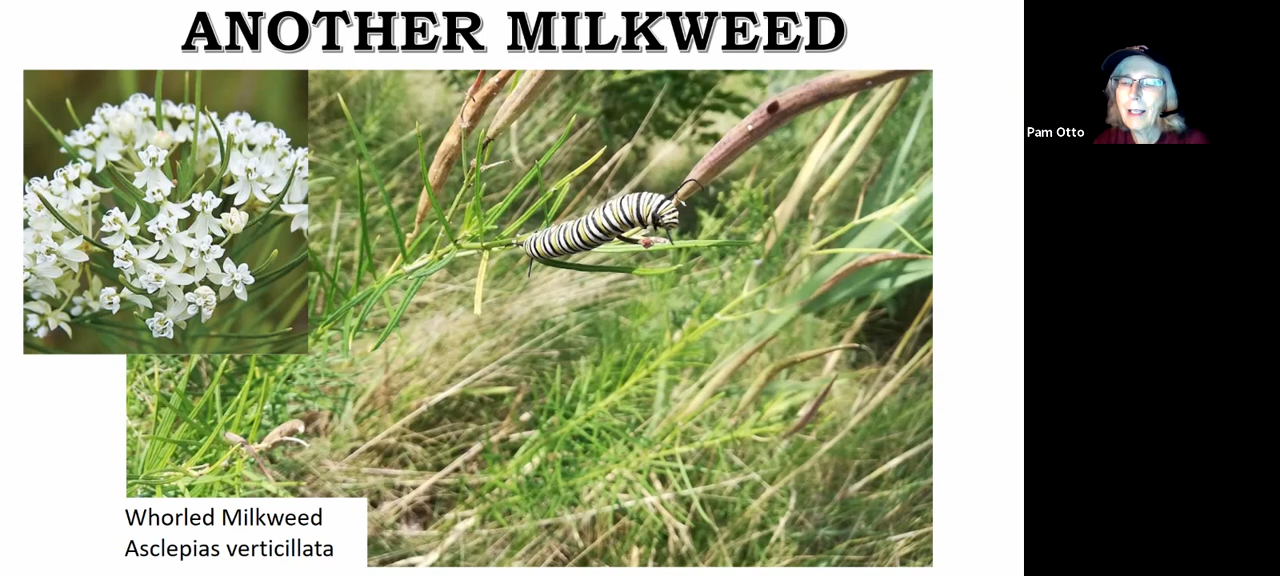 ANOTHER MILKWEED
Pam Otto
Whorled Milkweed
Asclepias verticillata